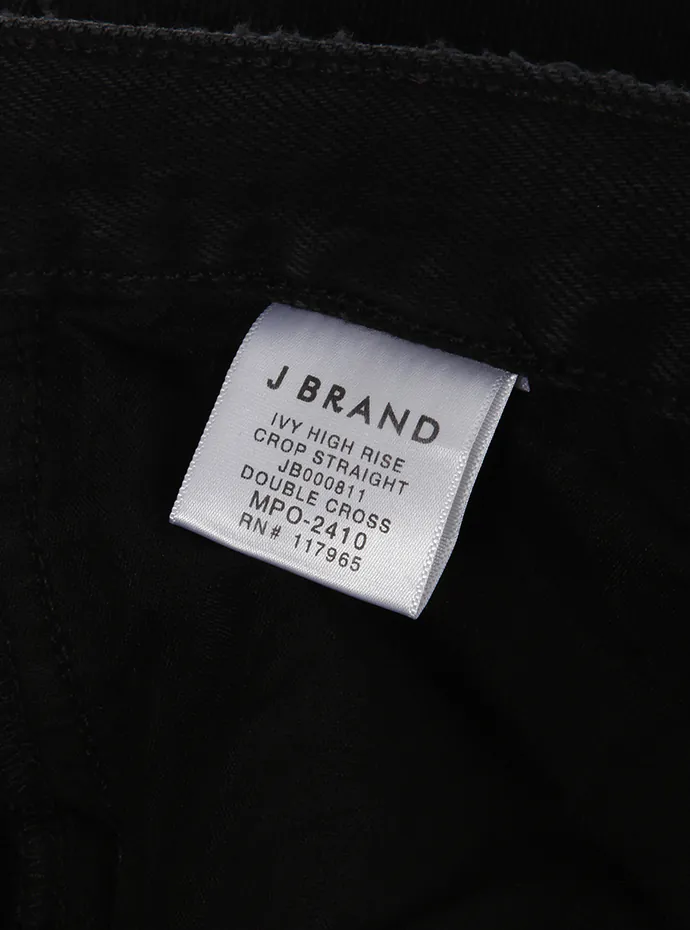 J BRAND
IVY HIGH RISE
CROP STRAIGHT
JB000811
DOUBLE CROSS
MPO-2410
RN# 117965